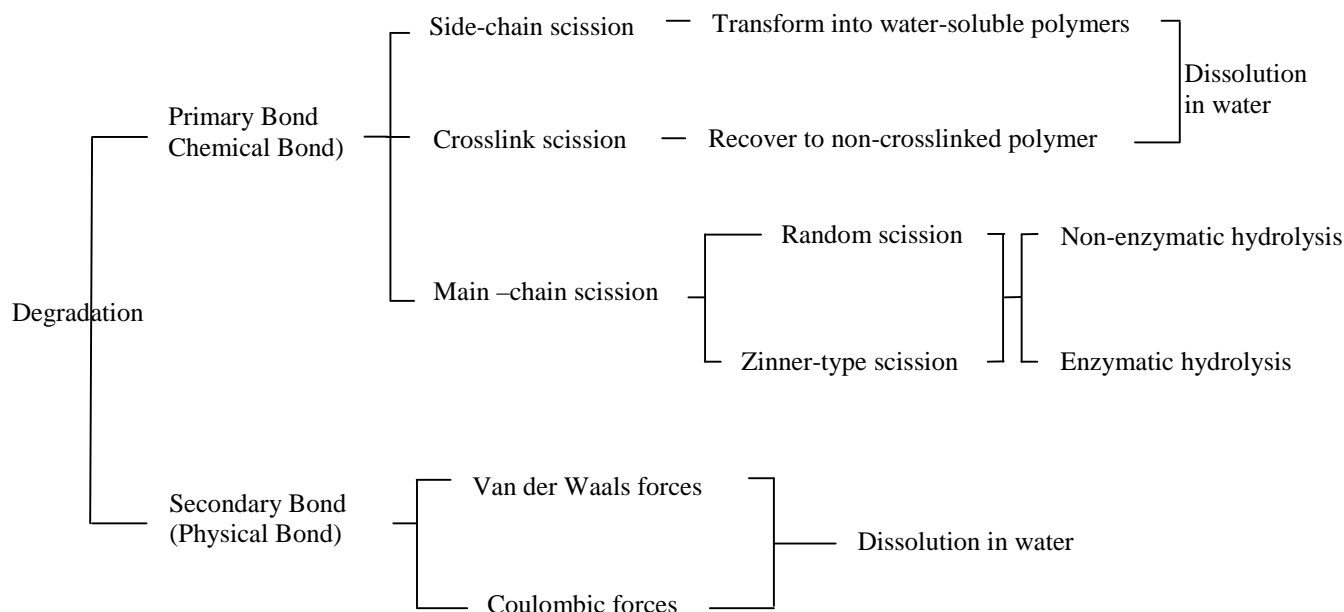 Side-chain scission
Transform into water-soluble polymers
Dissolution
in water
Primary Bond
Chemical Bond)
Crosslink scission
Recover to non-crosslinked polymer
Random scission
Non-enzymatic hydrolysis
Main –chain scission
Degradation
Zinner-type scission
Enzymatic hydrolysis
Van der Waals forces
Secondary Bond
(Physical Bond)
Dissolution in water
Coulombic forces